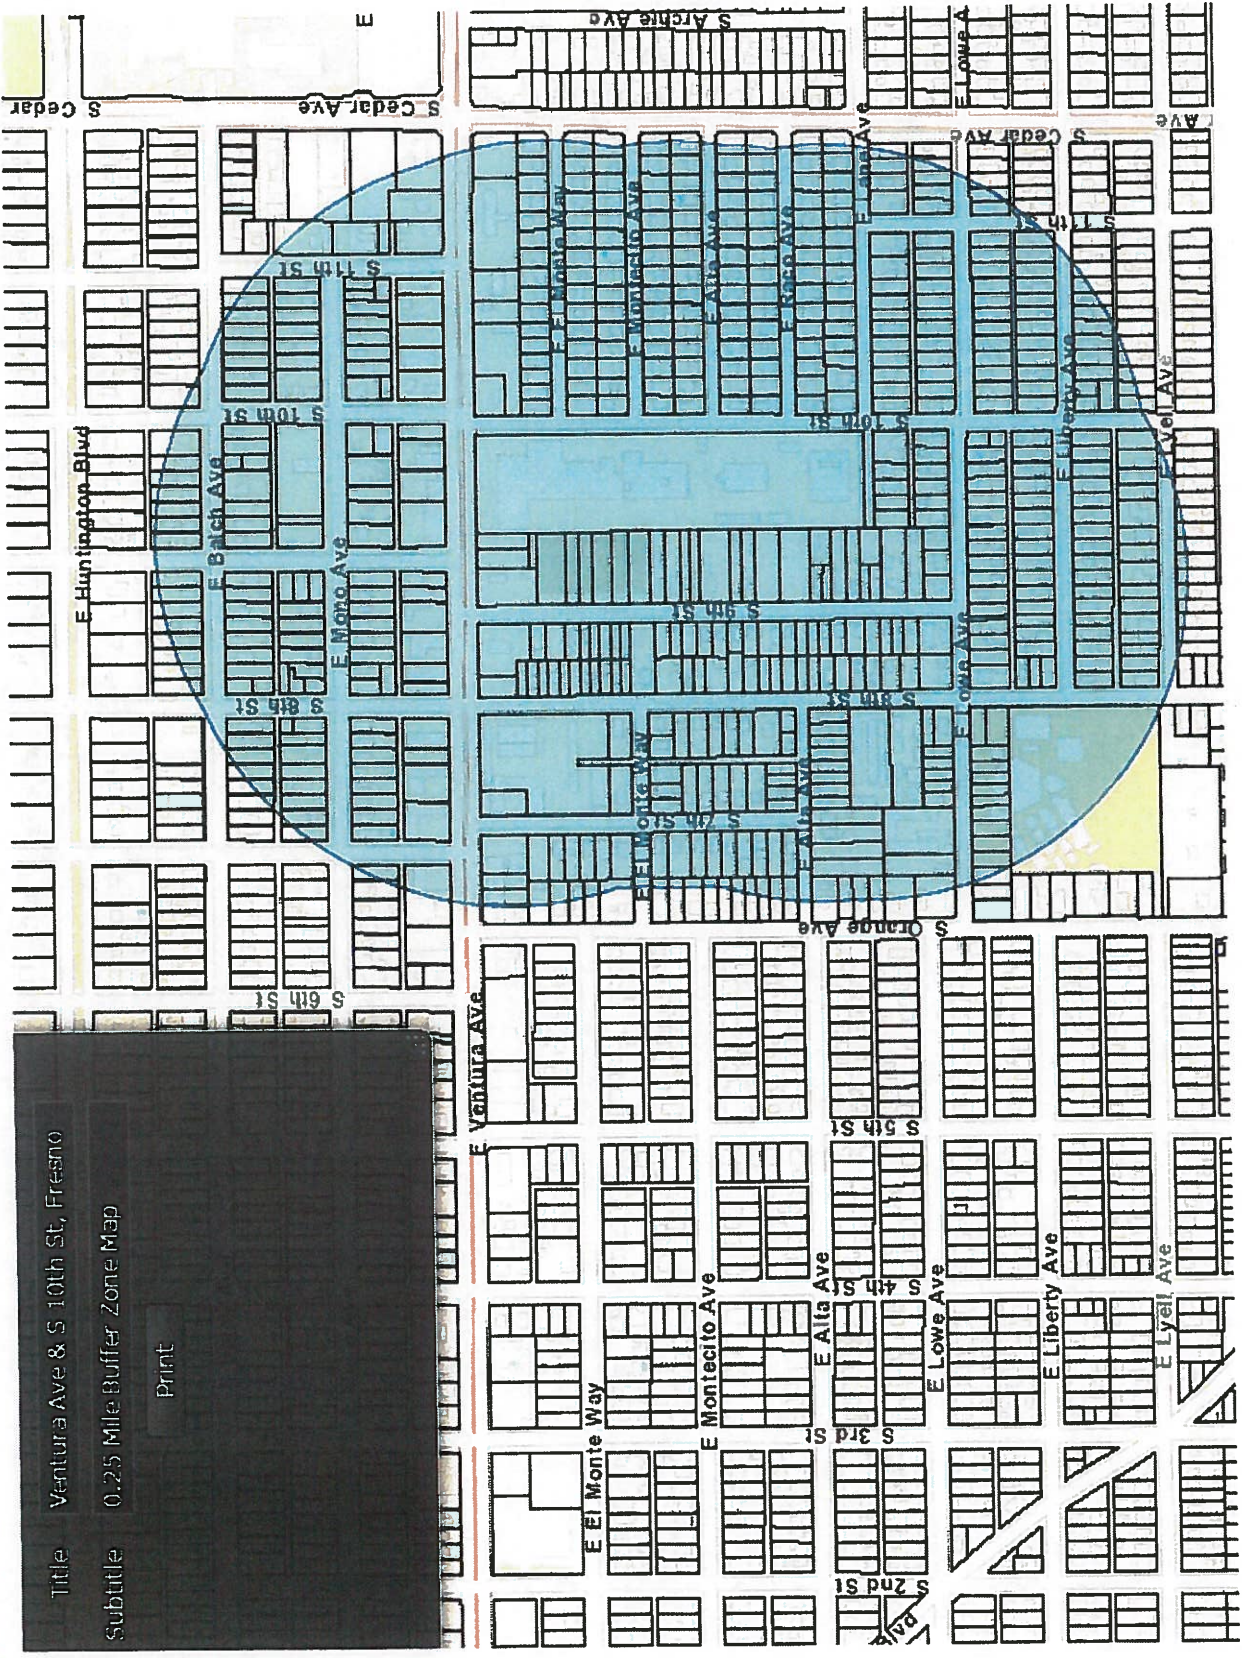 Title Ventura Ave & S 10th St, Fresno
Subtitle 0.25 Mile Buffer Zone Map
Print
S Archie Ave
E Lowe A
S Cedar
S Cedar Ave
S Cedar Ave
Ave
E Lane Ave
S 11th St
S 11th St
E El Monte Way
E Montecito Ave
E Alta Ave
E Roco Ave
E Liberty Ave
E Lyell Ave
S 10th St
S 10th St
E Huntington Blvd
E Balch Ave
E Mono Ave
S 9th St
E Lowe Ave
S 8th St
S 8th St
E El Monte Way
E Alta Ave
S 7th St
S Orange Ave
S 6th St
E Ventura Ave
S 5th St
S 4th St
E Montecito Ave
E Alta Ave
E Lowe Ave
E Liberty Ave
E Lyell Ave
S 3rd St
E El Monte Way
S 2nd St
Blvd